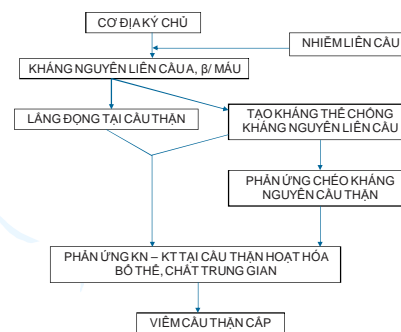 CƠ ĐỊA KÝ CHỦ
NHIỄM LIÊN CẦU
KHÁNG NGUYÊN LIÊN CẦU A, β/ MÁU
LẮNG ĐỌNG TẠI CẦU THẬN
TẠO KHÁNG THỂ CHỐNG
KHÁNG NGUYÊN LIÊN CẦU
PHẢN ỨNG CHÉO KHÁNG
NGUYÊN CẦU THẬN
PHẢN ỨNG KN – KT TẠI CẦU THẬN HOẠT HÓA
BỔ THỂ, CHẤT TRUNG GIAN
VIÊM CẦU THẬN CẤP